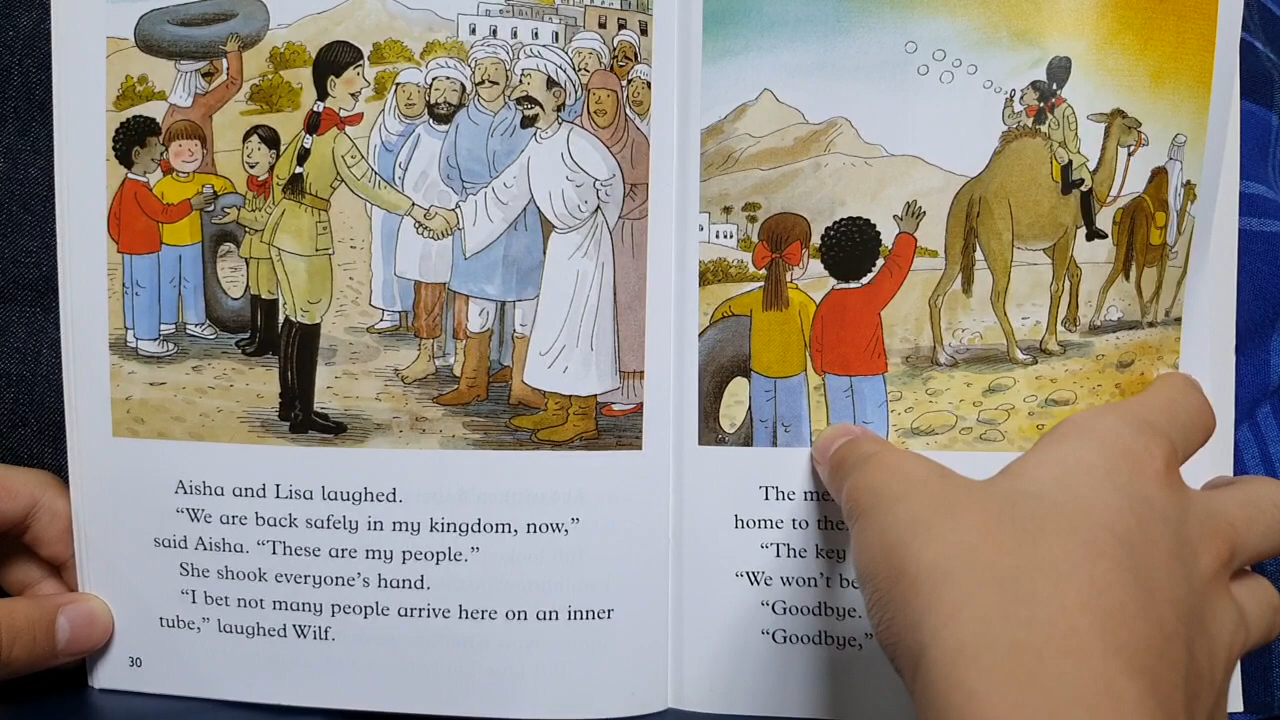 Aisha and Lisa laughed.
“We are back safely in my kingdom, now,”
said Aisha. “These are my people.”
She shook everyone’s hand.
“I bet not many people arrive here on an inner
tube,” laughed Wilf.
30
The
home to
“The key
“We won’t
“Goodbye.
“Goodbye,”